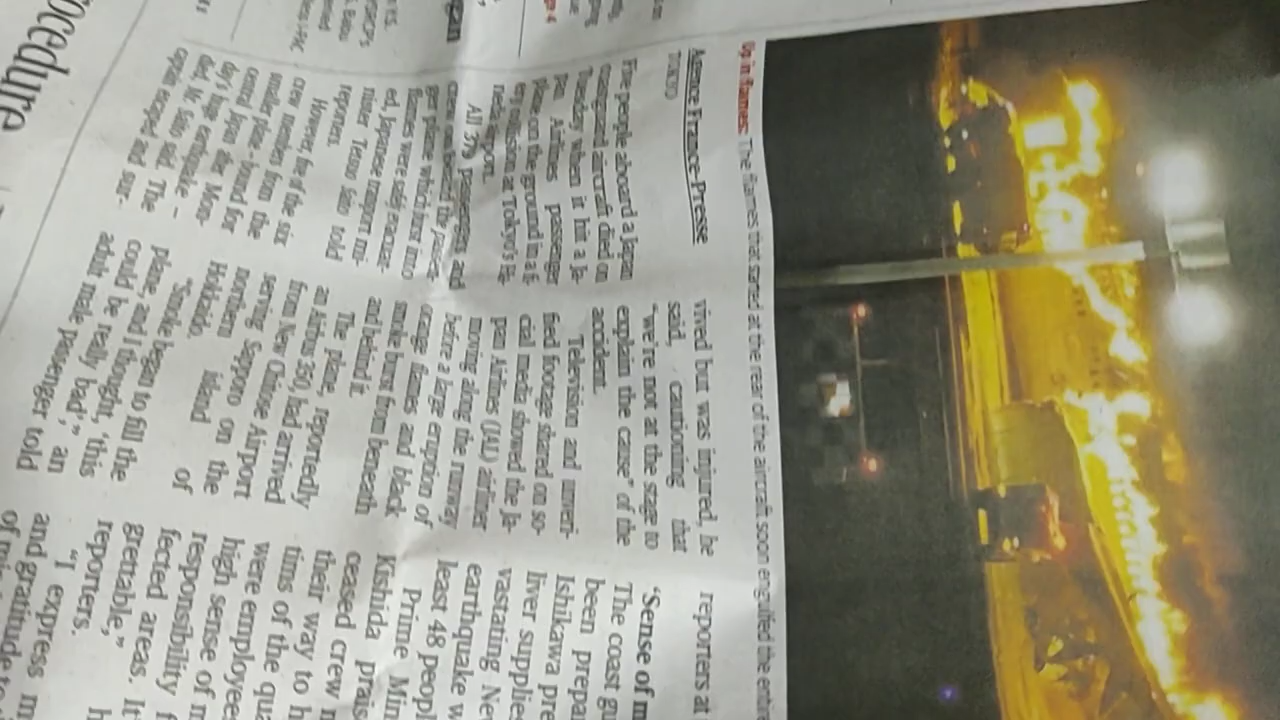 Up in flames: The flames that started at the rear of the aircraft soon engulfed the entire
Agence France-Presse
TOKYO
Five people aboard a Japan
coastguard aircraft died on
Tuesday when it hit a Ja-
pan Airlines passenger
plane on the ground in a fi-
ery collision at Tokyo's Ha-
neda airport.
All 379 passengers and
crew onboard the passen-
ger plane which burst into
flames were safely evacuat-
ed, Japanese transport mi-
nister Tetsuo Saito told
reporters.
However, five of the six
crew members from the
smaller plane – bound for
central Japan after Mon-
day's huge earthquake –
died, Mr. Saito said. The
captain escaped and sur-
vived but was injured, he
said, cautioning that
"we're not at the stage to
explain the cause" of the
accident.
Television and unveri-
fied footage shared on so-
cial media showed the Ja-
pan Airlines (JAL) airliner
moving along the runway
before a large eruption of
orange flames and black
smoke burst from beneath
and behind it.
The plane, reportedly
an Airbus 350, had arrived
from New Chitose Airport
serving Sapporo on the
northern island of
Hokkaido.
"Smoke began to fill the
plane, and I thought, 'this
could be really bad'," an
adult male passenger told
reporters at
'Sense of m
The coast gu
been prepa
Ishikawa pre
liver supplie
vastating Ne
earthquake w
least 48 peopl
Prime Min
Kishida prais
ceased crew
their way to h
tims of the qua
were employee
high sense of m
responsibility f
fected areas. It'
grettable,"
reporters.
"I express m
and gratitude to
ocedure